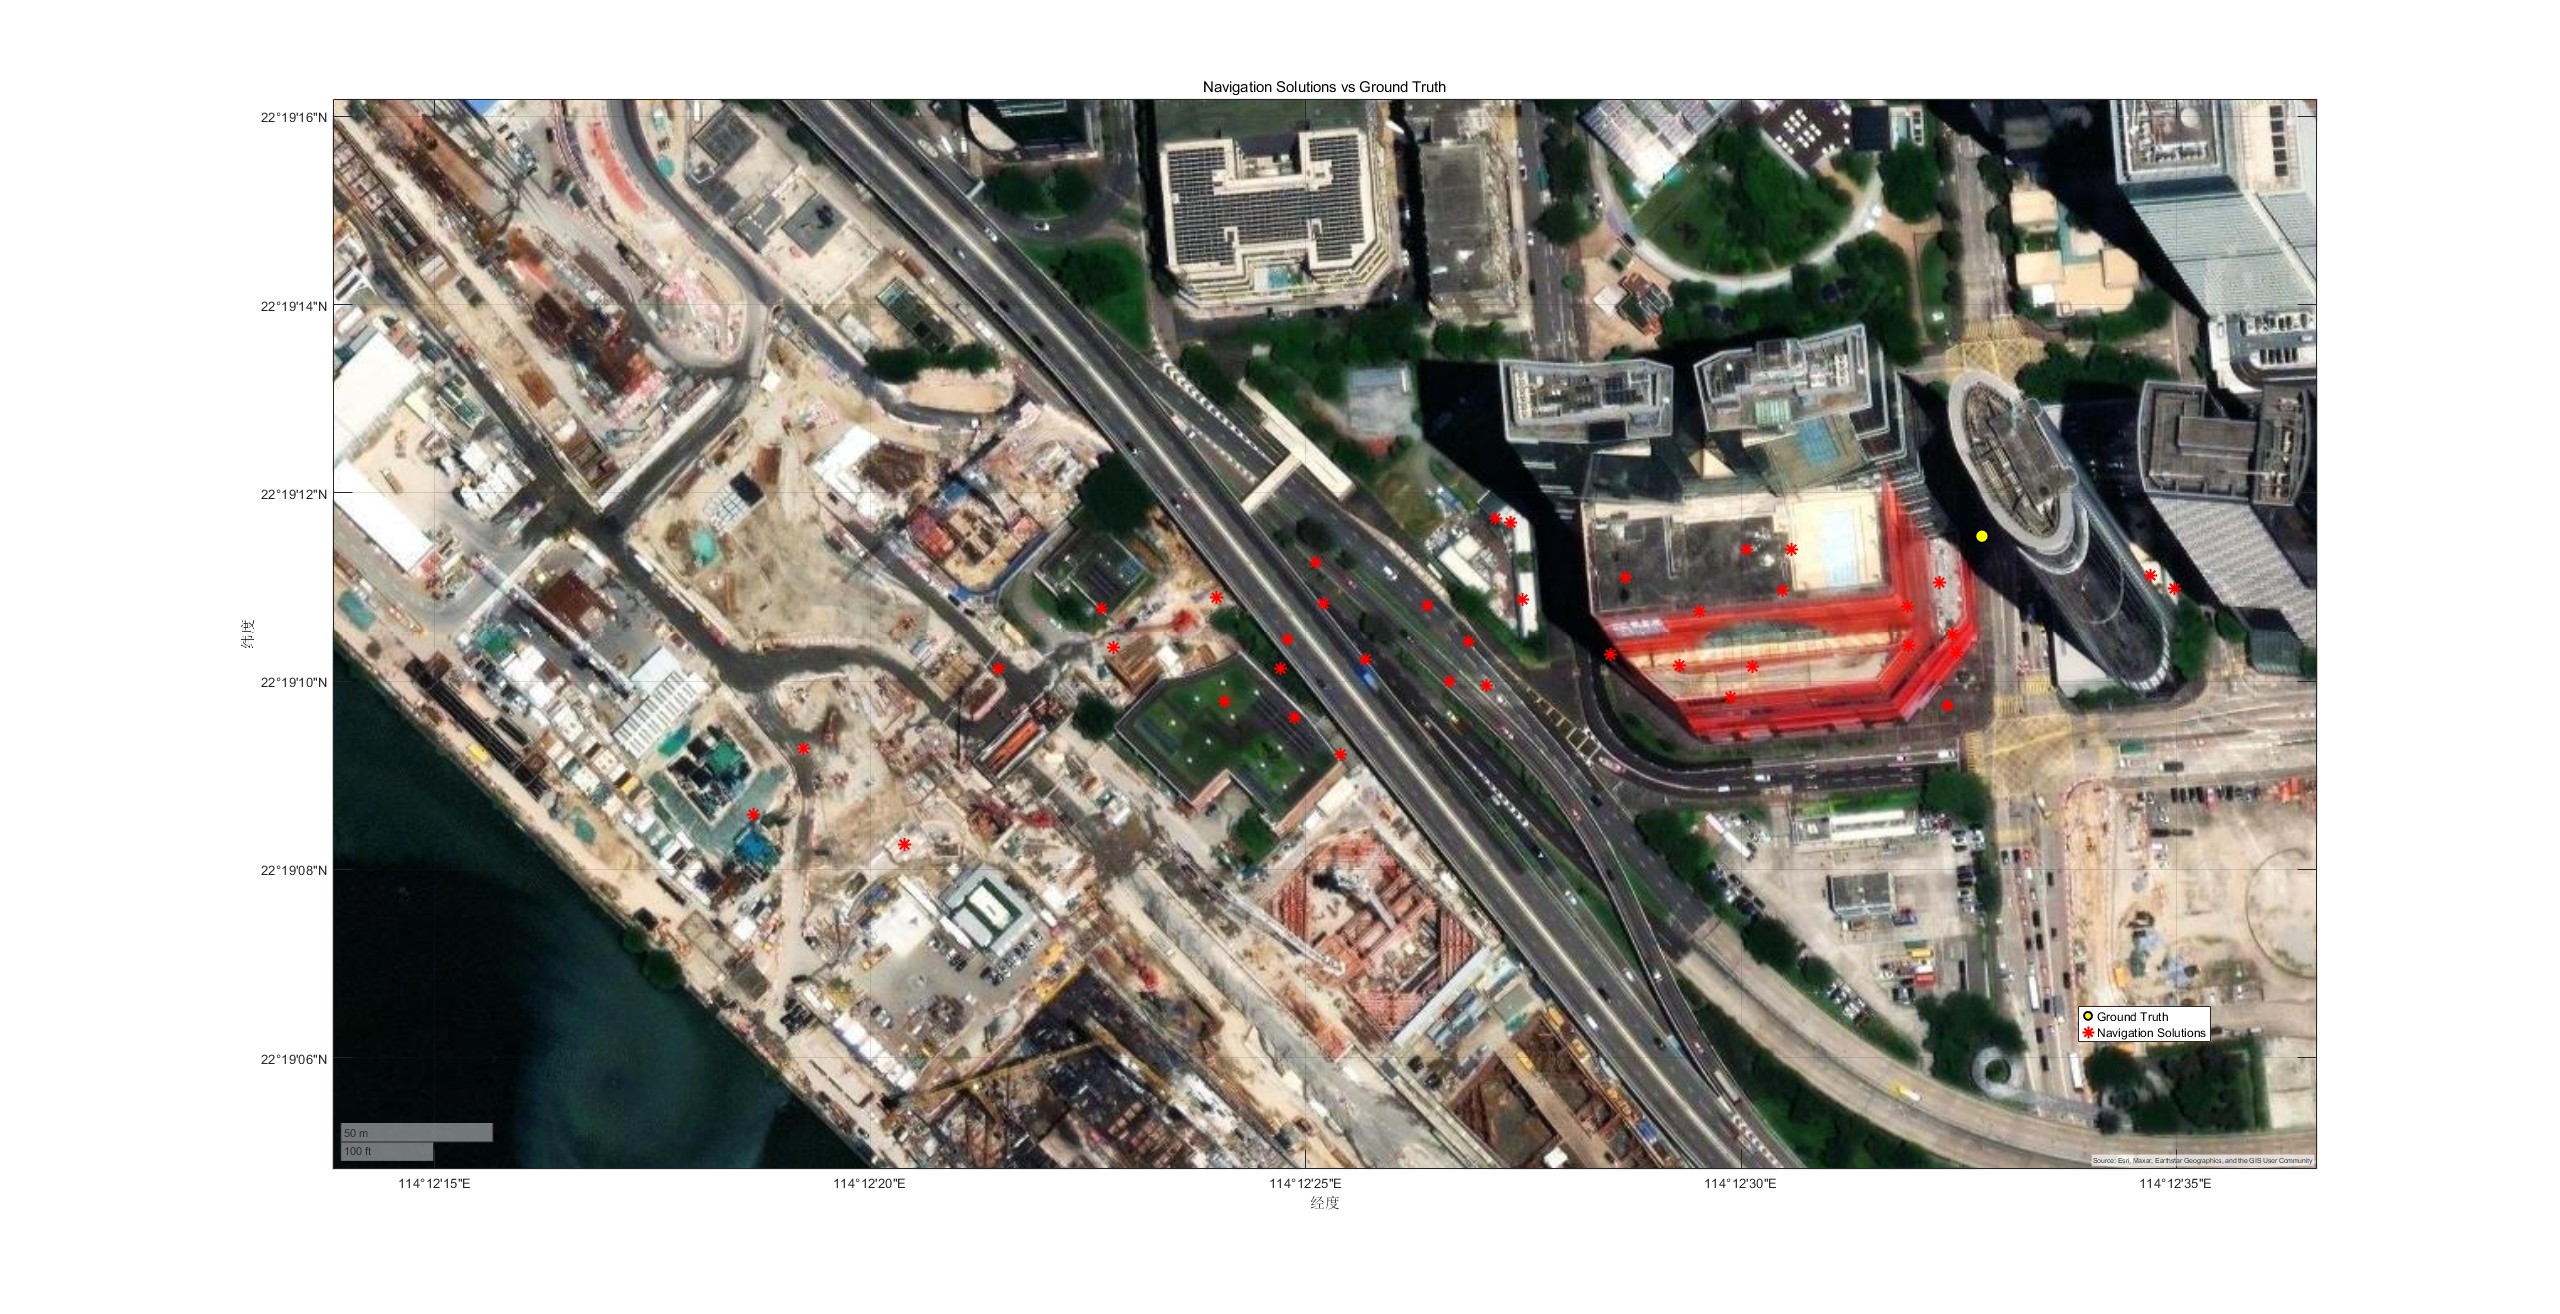 Navigation Solutions vs Ground Truth
22°19'16"N
22°19'14"N
22°19'12"N
22°19'10"N
22°19'08"N
22°19'06"N
纬度
Ground Truth
Navigation Solutions
50 m
100 ft
Source: Esri, Maxar, Earthstar Geographics, and the GIS User Community
114°12'15"E
114°12'20"E
114°12'25"E
114°12'30"E
114°12'35"E
经度